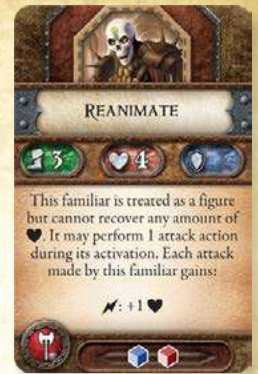 REANIMATE
3 4
This familiar is treated as a figure
but cannot recover any amount of
♥. It may perform 1 attack action
during its activation. Each attack
made by this familiar gains:
: +1 ♥